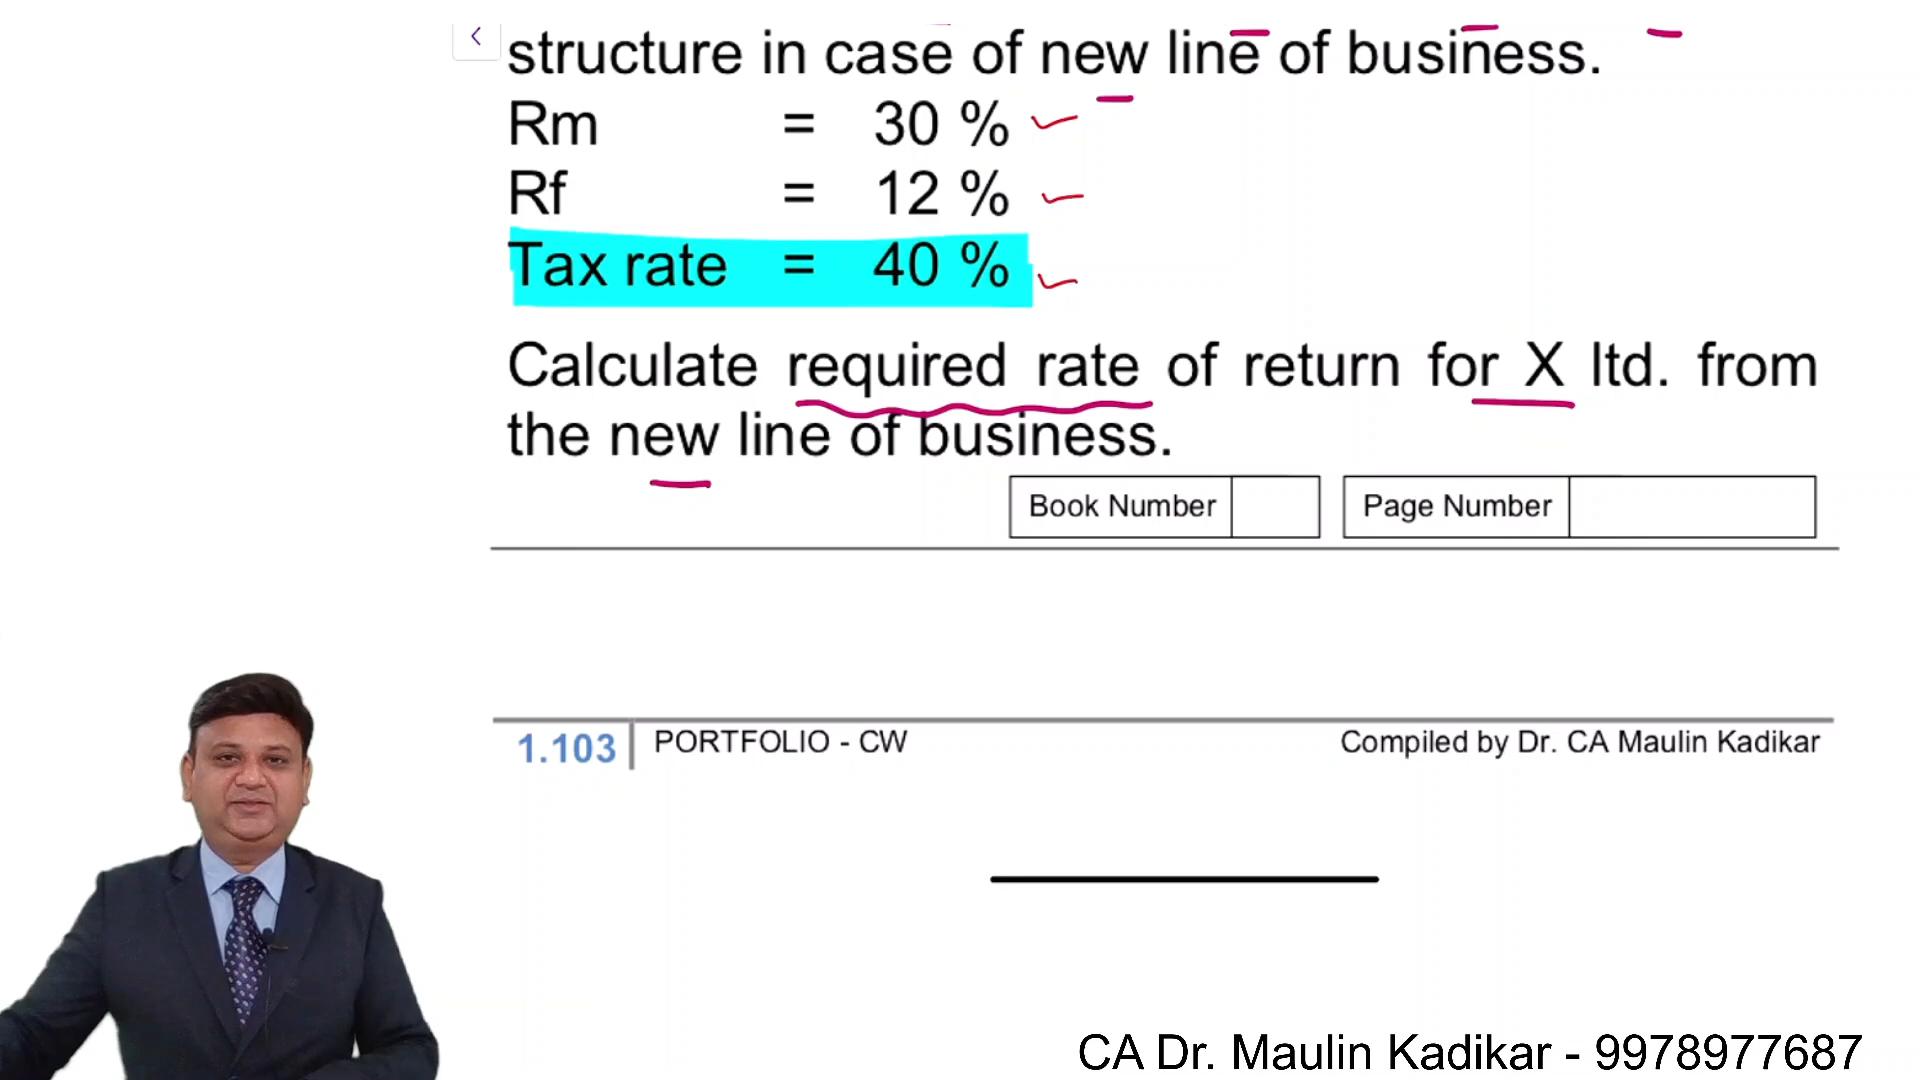 structure in case of new line of business.
Rm = 30 %
Rf = 12 %
Tax rate = 40 %
Calculate required rate of return for X ltd. from
the new line of business.
Book Number
Page Number
1.103 PORTFOLIO - CW Compiled by Dr. CA Maulin Kadikar
CA Dr. Maulin Kadikar - 9978977687